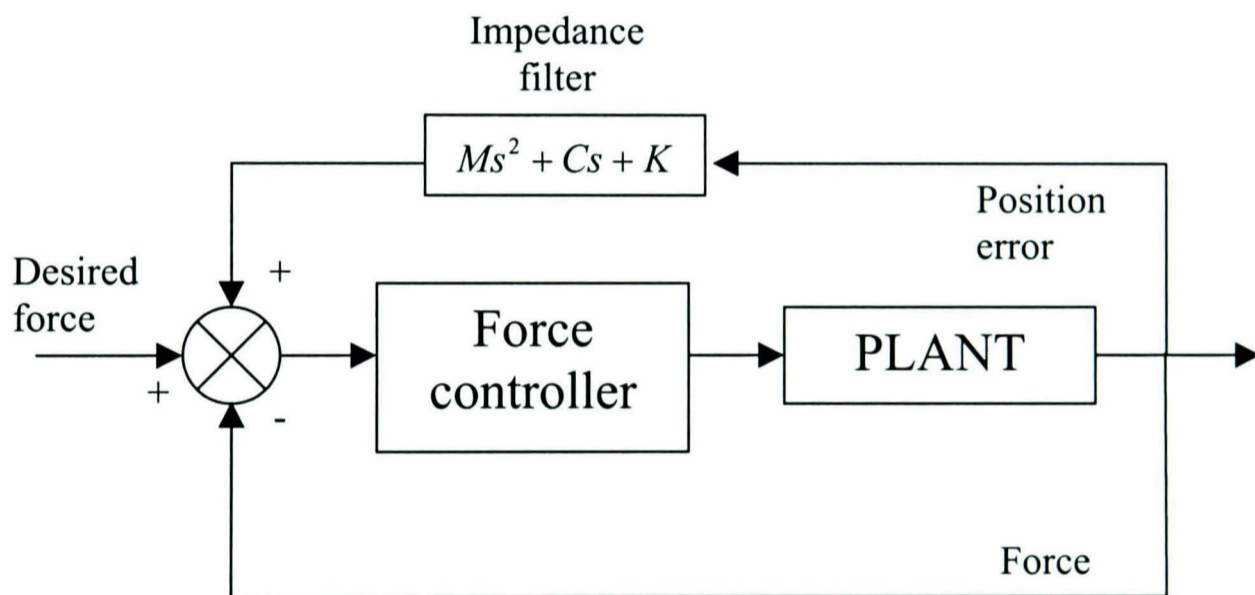 Impedance
filter
Ms² + Cs + K
Position
error
Desired
force
+
+
-
Force
controller
PLANT
Force